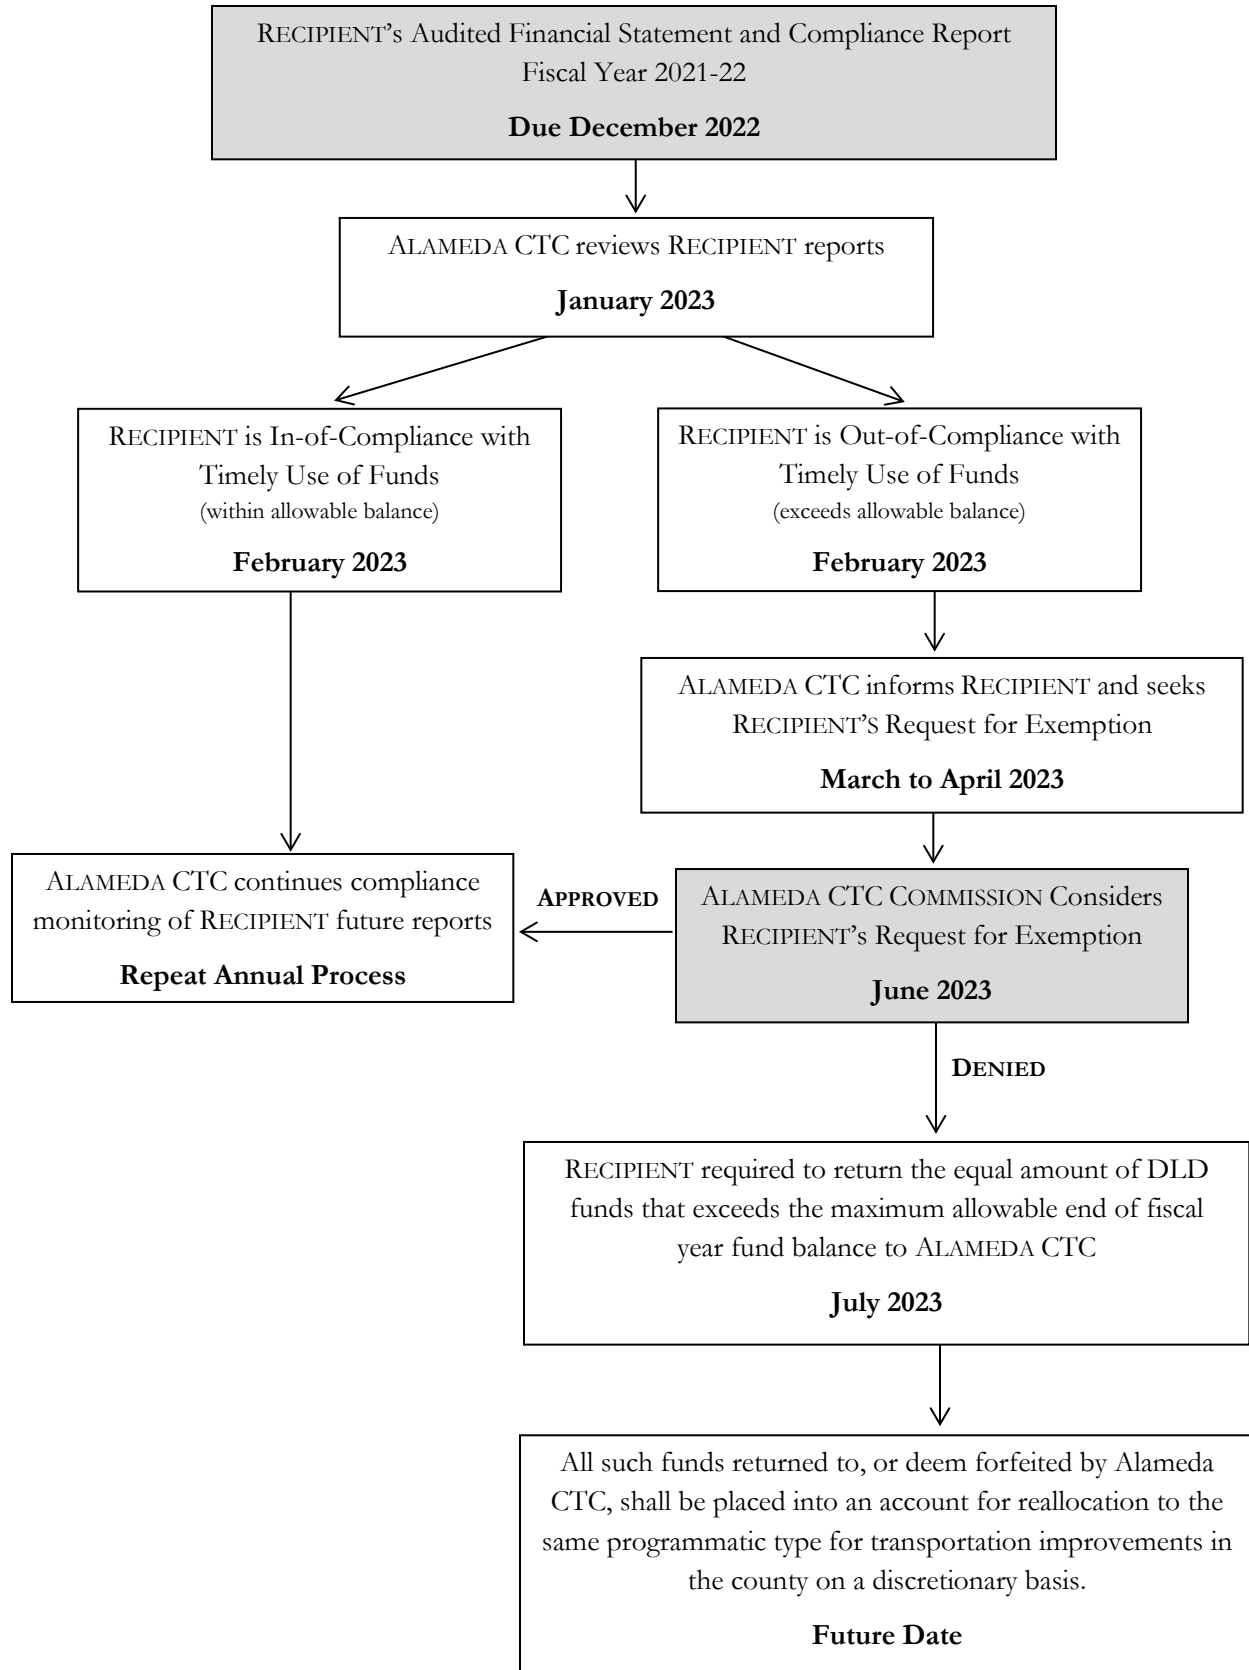 RECIPIENT's Audited Financial Statement and Compliance Report
Fiscal Year 2021-22
Due December 2022
ALAMEDA CTC reviews RECIPIENT reports
January 2023
RECIPIENT is In-of-Compliance with
Timely Use of Funds
(within allowable balance)
February 2023
RECIPIENT is Out-of-Compliance with
Timely Use of Funds
(exceeds allowable balance)
February 2023
ALAMEDA CTC informs RECIPIENT and seeks
RECIPIENT'S Request for Exemption
March to April 2023
ALAMEDA CTC continues compliance
monitoring of RECIPIENT future reports
Repeat Annual Process
APPROVED
ALAMEDA CTC COMMISSION Considers
RECIPIENT's Request for Exemption
June 2023
DENIED
RECIPIENT required to return the equal amount of DLD
funds that exceeds the maximum allowable end of fiscal
year fund balance to ALAMEDA CTC
July 2023
All such funds returned to, or deem forfeited by Alameda
CTC, shall be placed into an account for reallocation to the
same programmatic type for transportation improvements in
the county on a discretionary basis.
Future Date